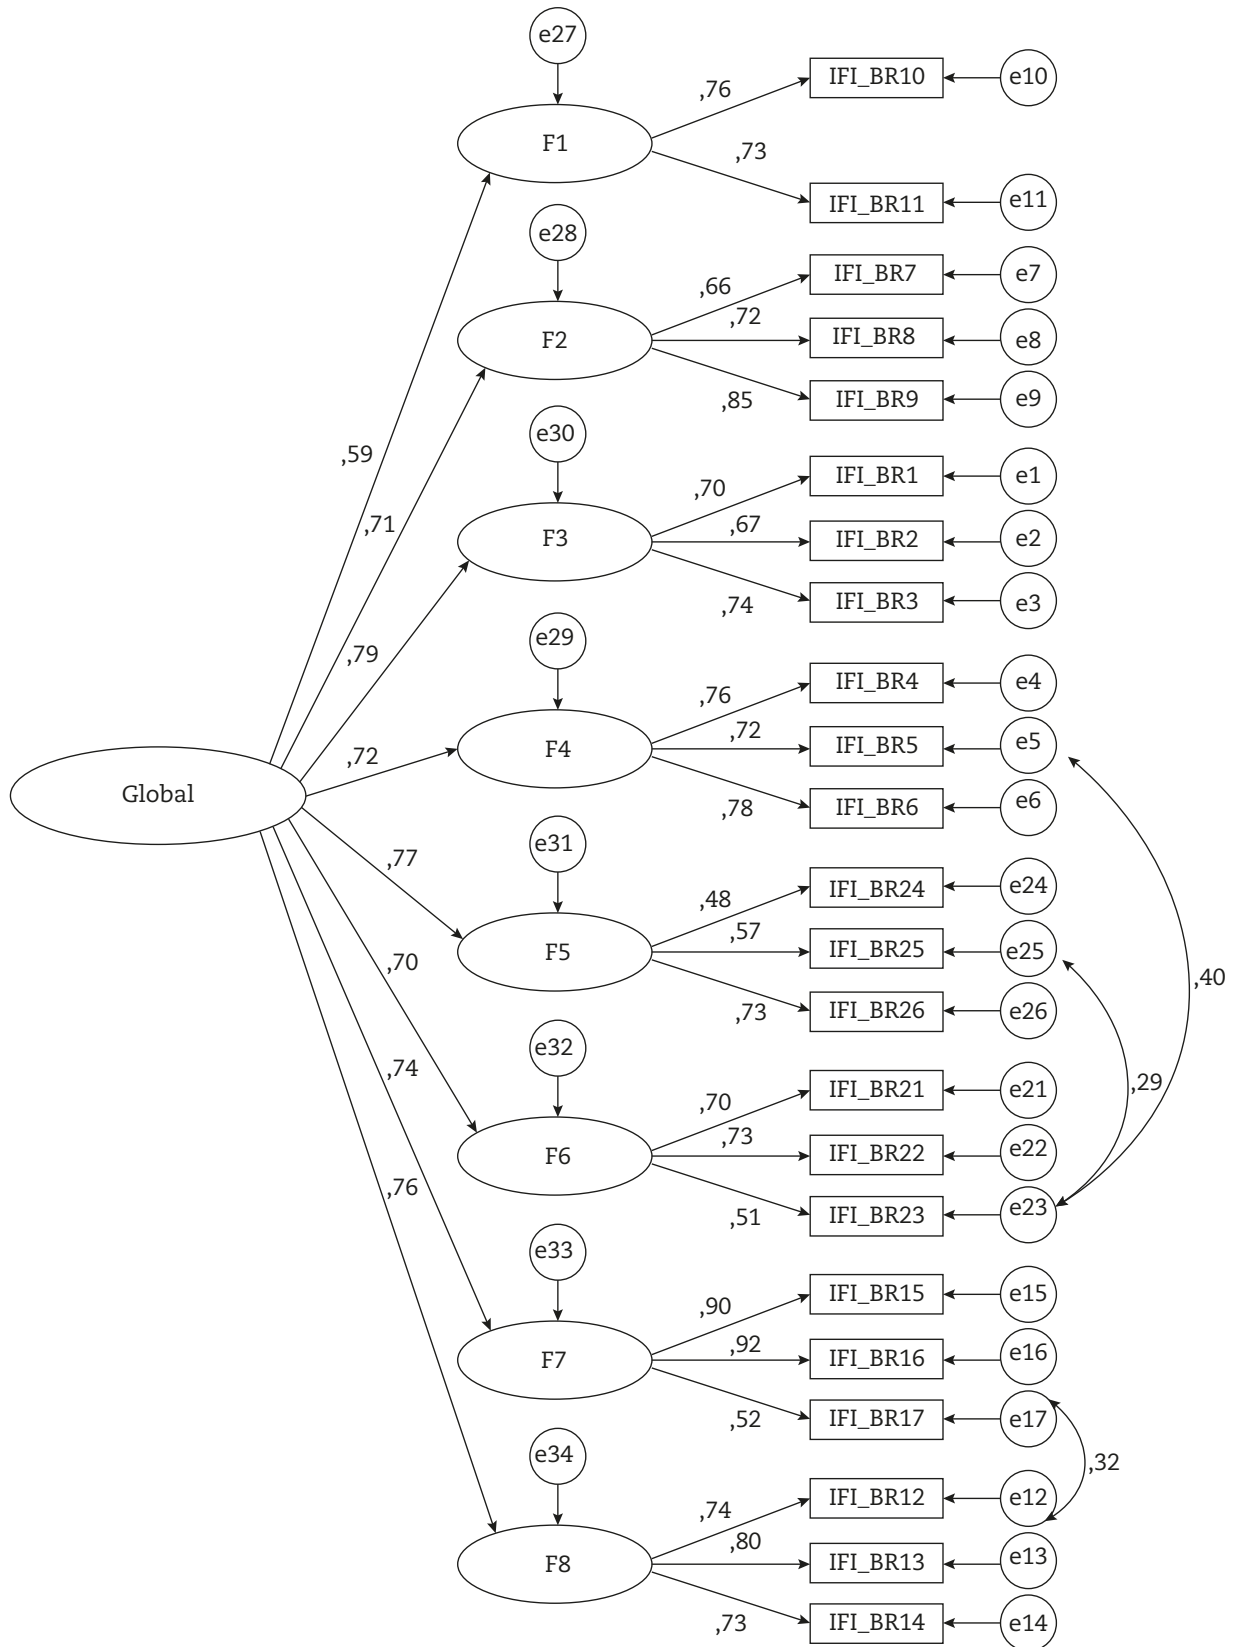 e27
IFI_BR10
e10
,76
F1
,73
IFI_BR11
e11
e28
IFI_BR7
e7
,66
,72
F2
IFI_BR8
e8
,85
IFI_BR9
e9
e30
,59
IFI_BR1
e1
,70
,71
,67
F3
IFI_BR2
e2
,74
IFI_BR3
e3
e29
,79
IFI_BR4
e4
,76
,72
F4
IFI_BR5
e5
,72
Global
,78
IFI_BR6
e6
e31
,77
IFI_BR24
e24
,48
,57
F5
IFI_BR25
e25
,70
,40
,73
IFI_BR26
e26
e32
,74
IFI_BR21
e21
,29
,70
,73
F6
IFI_BR22
e22
,76
,51
IFI_BR23
e23
e33
IFI_BR15
e15
,90
,92
F7
IFI_BR16
e16
,52
IFI_BR17
e17
e34
,32
IFI_BR12
e12
,74
,80
F8
IFI_BR13
e13
,73
IFI_BR14
e14